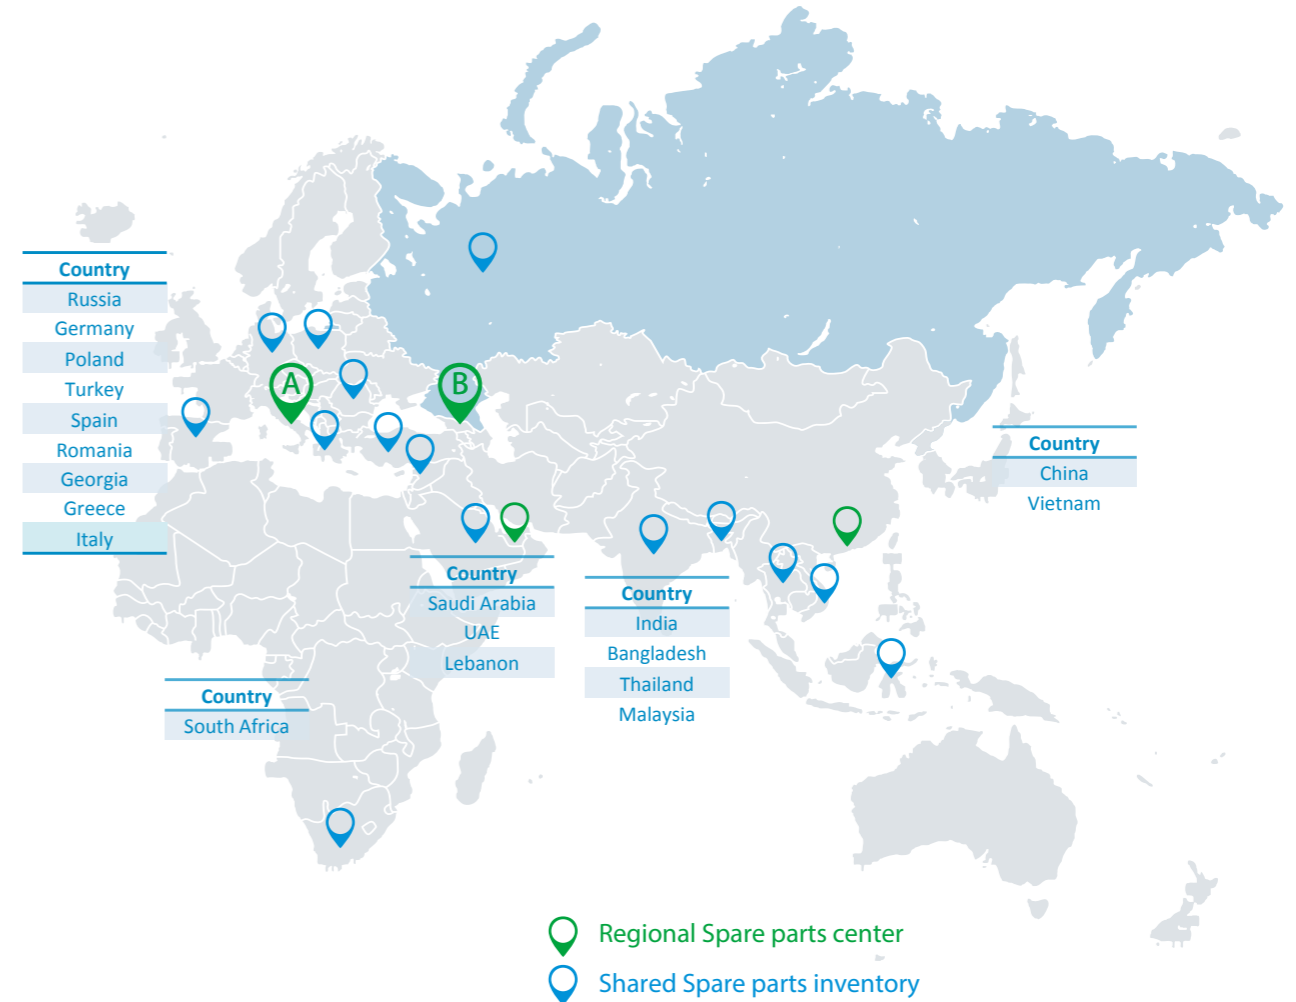 Country
Russia
Germany
Poland
Turkey
Spain
Romania
Georgia
Greece
Italy
A
B
Country
China
Vietnam
Country
Saudi Arabia
UAE
Lebanon
Country
India
Bangladesh
Thailand
Malaysia
Country
South Africa
Regional Spare parts center
Shared Spare parts inventory